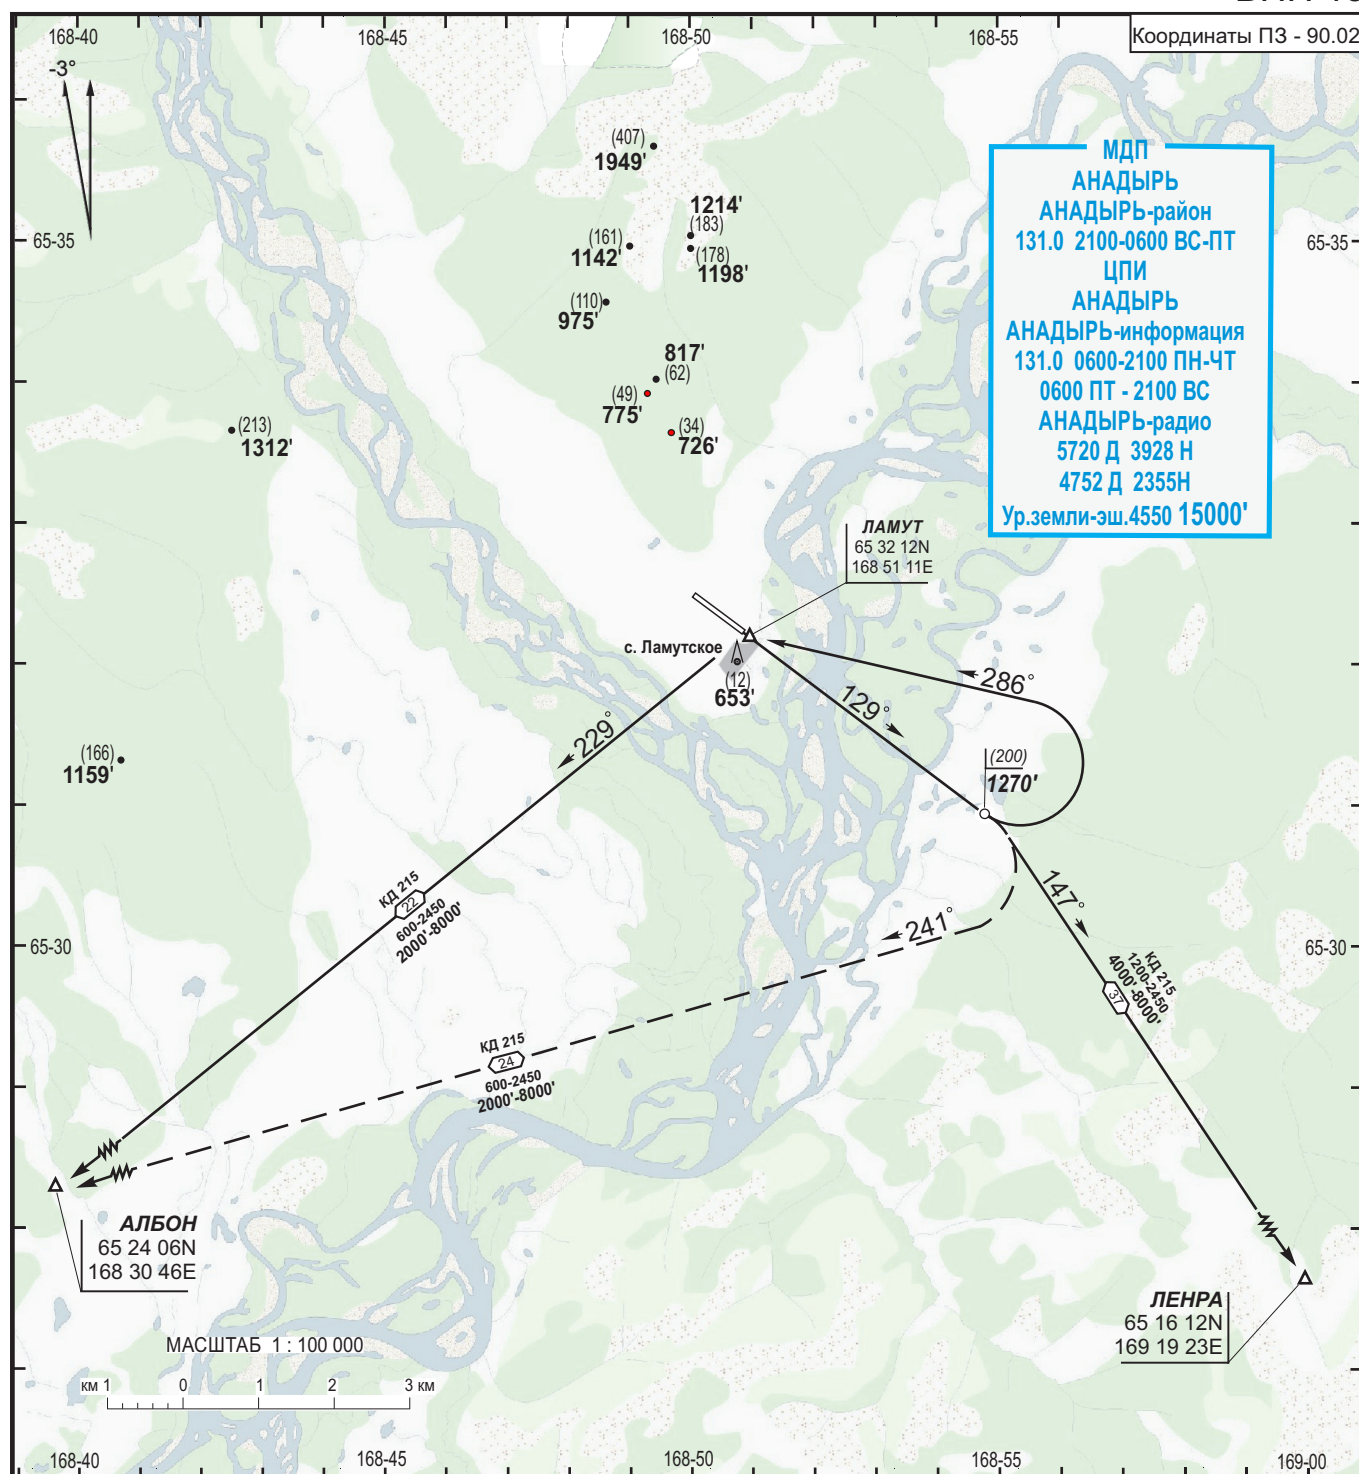 168-40
168-45
168-50
168-55
Координаты ПЗ - 90.02
-3°
65-35
65-35
(407)
1949'
1214'
(183)
(161)
1142'
(178)
1198'
(110)
975'
817'
(62)
(49)
775'
(34)
726'
(213)
1312'
МДП
АНАДЫРЬ
АНАДЫРЬ-район
131.0 2100-0600 ВС-ПТ
ЦПИ
АНАДЫРЬ
АНАДЫРЬ-информация
131.0 0600-2100 ПН-ЧТ
0600 ПТ - 2100 ВС
АНАДЫРЬ-радио
5720 Д 3928 Н
4752 Д 2355Н
Ур.земли-эш.4550 15000'
ЛАМУТ
65 32 12N
168 51 11E
с. Ламутское
(12)
653'
286°
129°
229°
(200)
1270'
(166)
1159'
147°
241°
КД 215
22
600-2450
2000'-8000'
65-30
65-30
КД 215
1200-2450
4000'-8000'
37
КД 215
24
600-2450
2000'-8000'
АЛБОН
65 24 06N
168 30 46E
ЛЕНРА
65 16 12N
169 19 23E
МАСШТАБ 1 : 100 000
км 1 0 1 2 3 км
168-40
168-45
168-50
168-55
169-00